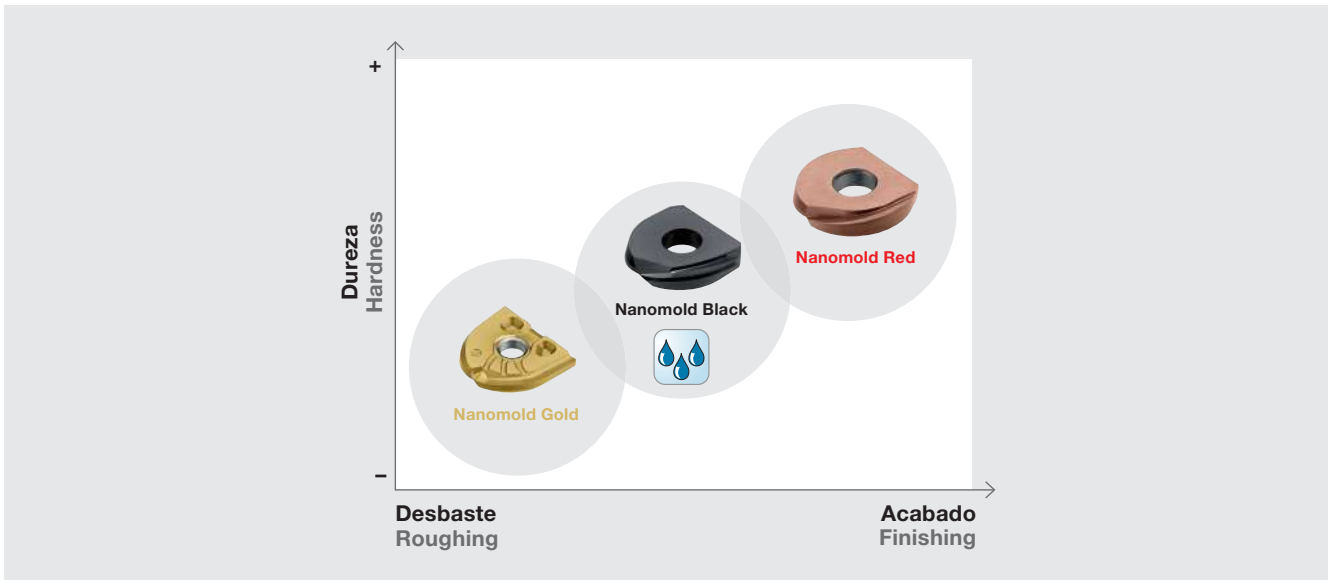 +
Dureza
Hardness
Nanomold Red
Nanomold Black
Nanomold Gold
−
Desbaste
Roughing
Acabado
Finishing